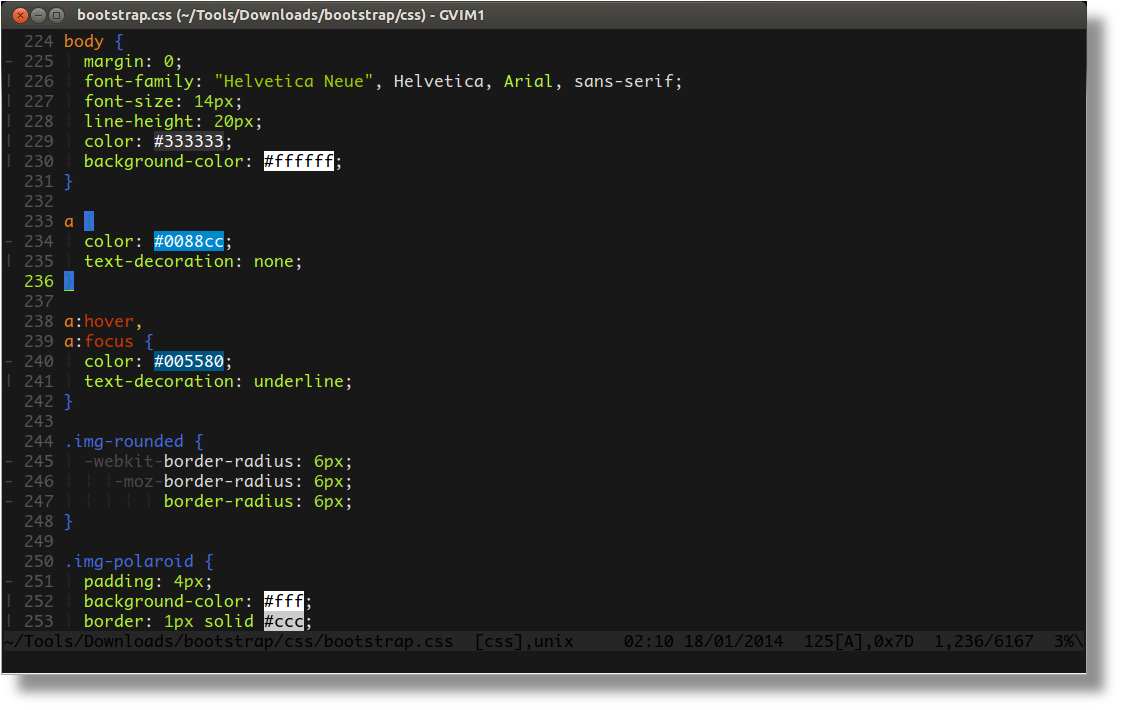 bootstrap.css (~/Tools/Downloads/bootstrap/css) - GVIM1
224 body {
225 margin: 0;
226 font-family: "Helvetica Neue", Helvetica, Arial, sans-serif;
227 font-size: 14px;
228 line-height: 20px;
229 color: #333333;
230 background-color: #ffffff;
231 }
232
233 a {
234 color: #0088cc;
235 text-decoration: none;
236 }
237
238 a:hover,
239 a:focus {
240 color: #005580;
241 text-decoration: underline;
242 }
243
244 .img-rounded {
245 -webkit-border-radius: 6px;
246 -moz-border-radius: 6px;
247 border-radius: 6px;
248 }
249
250 .img-polaroid {
251 padding: 4px;
252 background-color: #fff;
253 border: 1px solid #ccc;
~/Tools/Downloads/bootstrap/css/bootstrap.css [css],unix 02:10 18/01/2014 125[A],0x7D 1,236/6167 3%\